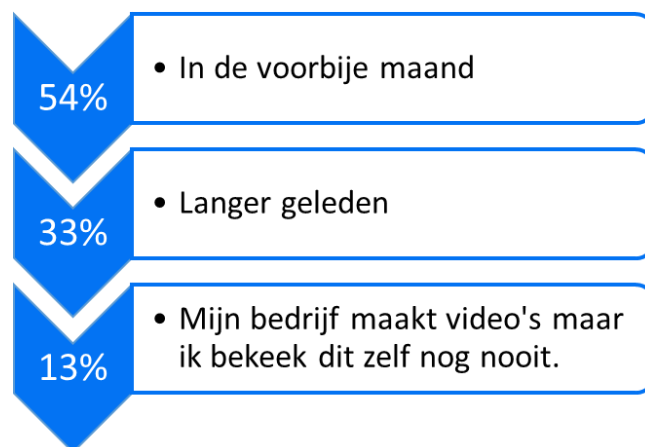 54%
• In de voorbije maand
33%
• Langer geleden
13%
• Mijn bedrijf maakt video's maar
ik bekeek dit zelf nog nooit.